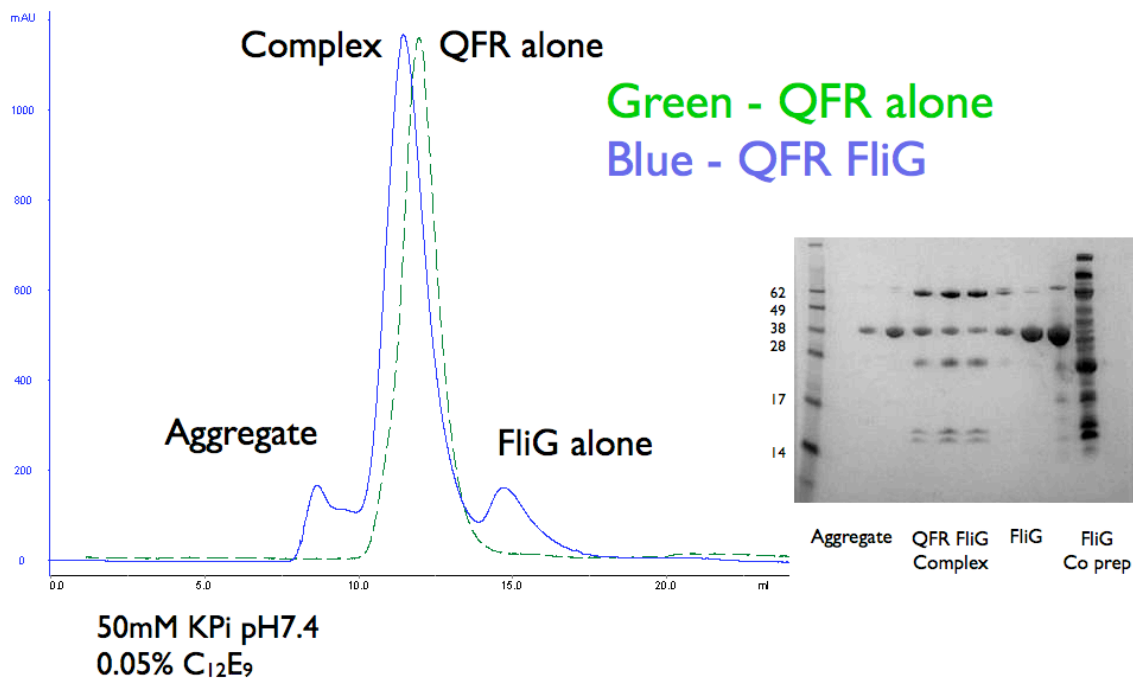 mAU
Complex
QFR alone
1000
800
600
400
200
0
Aggregate
FliG alone
0.0
5.0
10.0
15.0
20.0
ml
50mM KPi pH7.4
0.05% C₁₂E₉
Green - QFR alone
Blue - QFR FliG
62
49
38
28
17
14
Aggregate
QFR FliG
Complex
FliG
FliG
Co prep